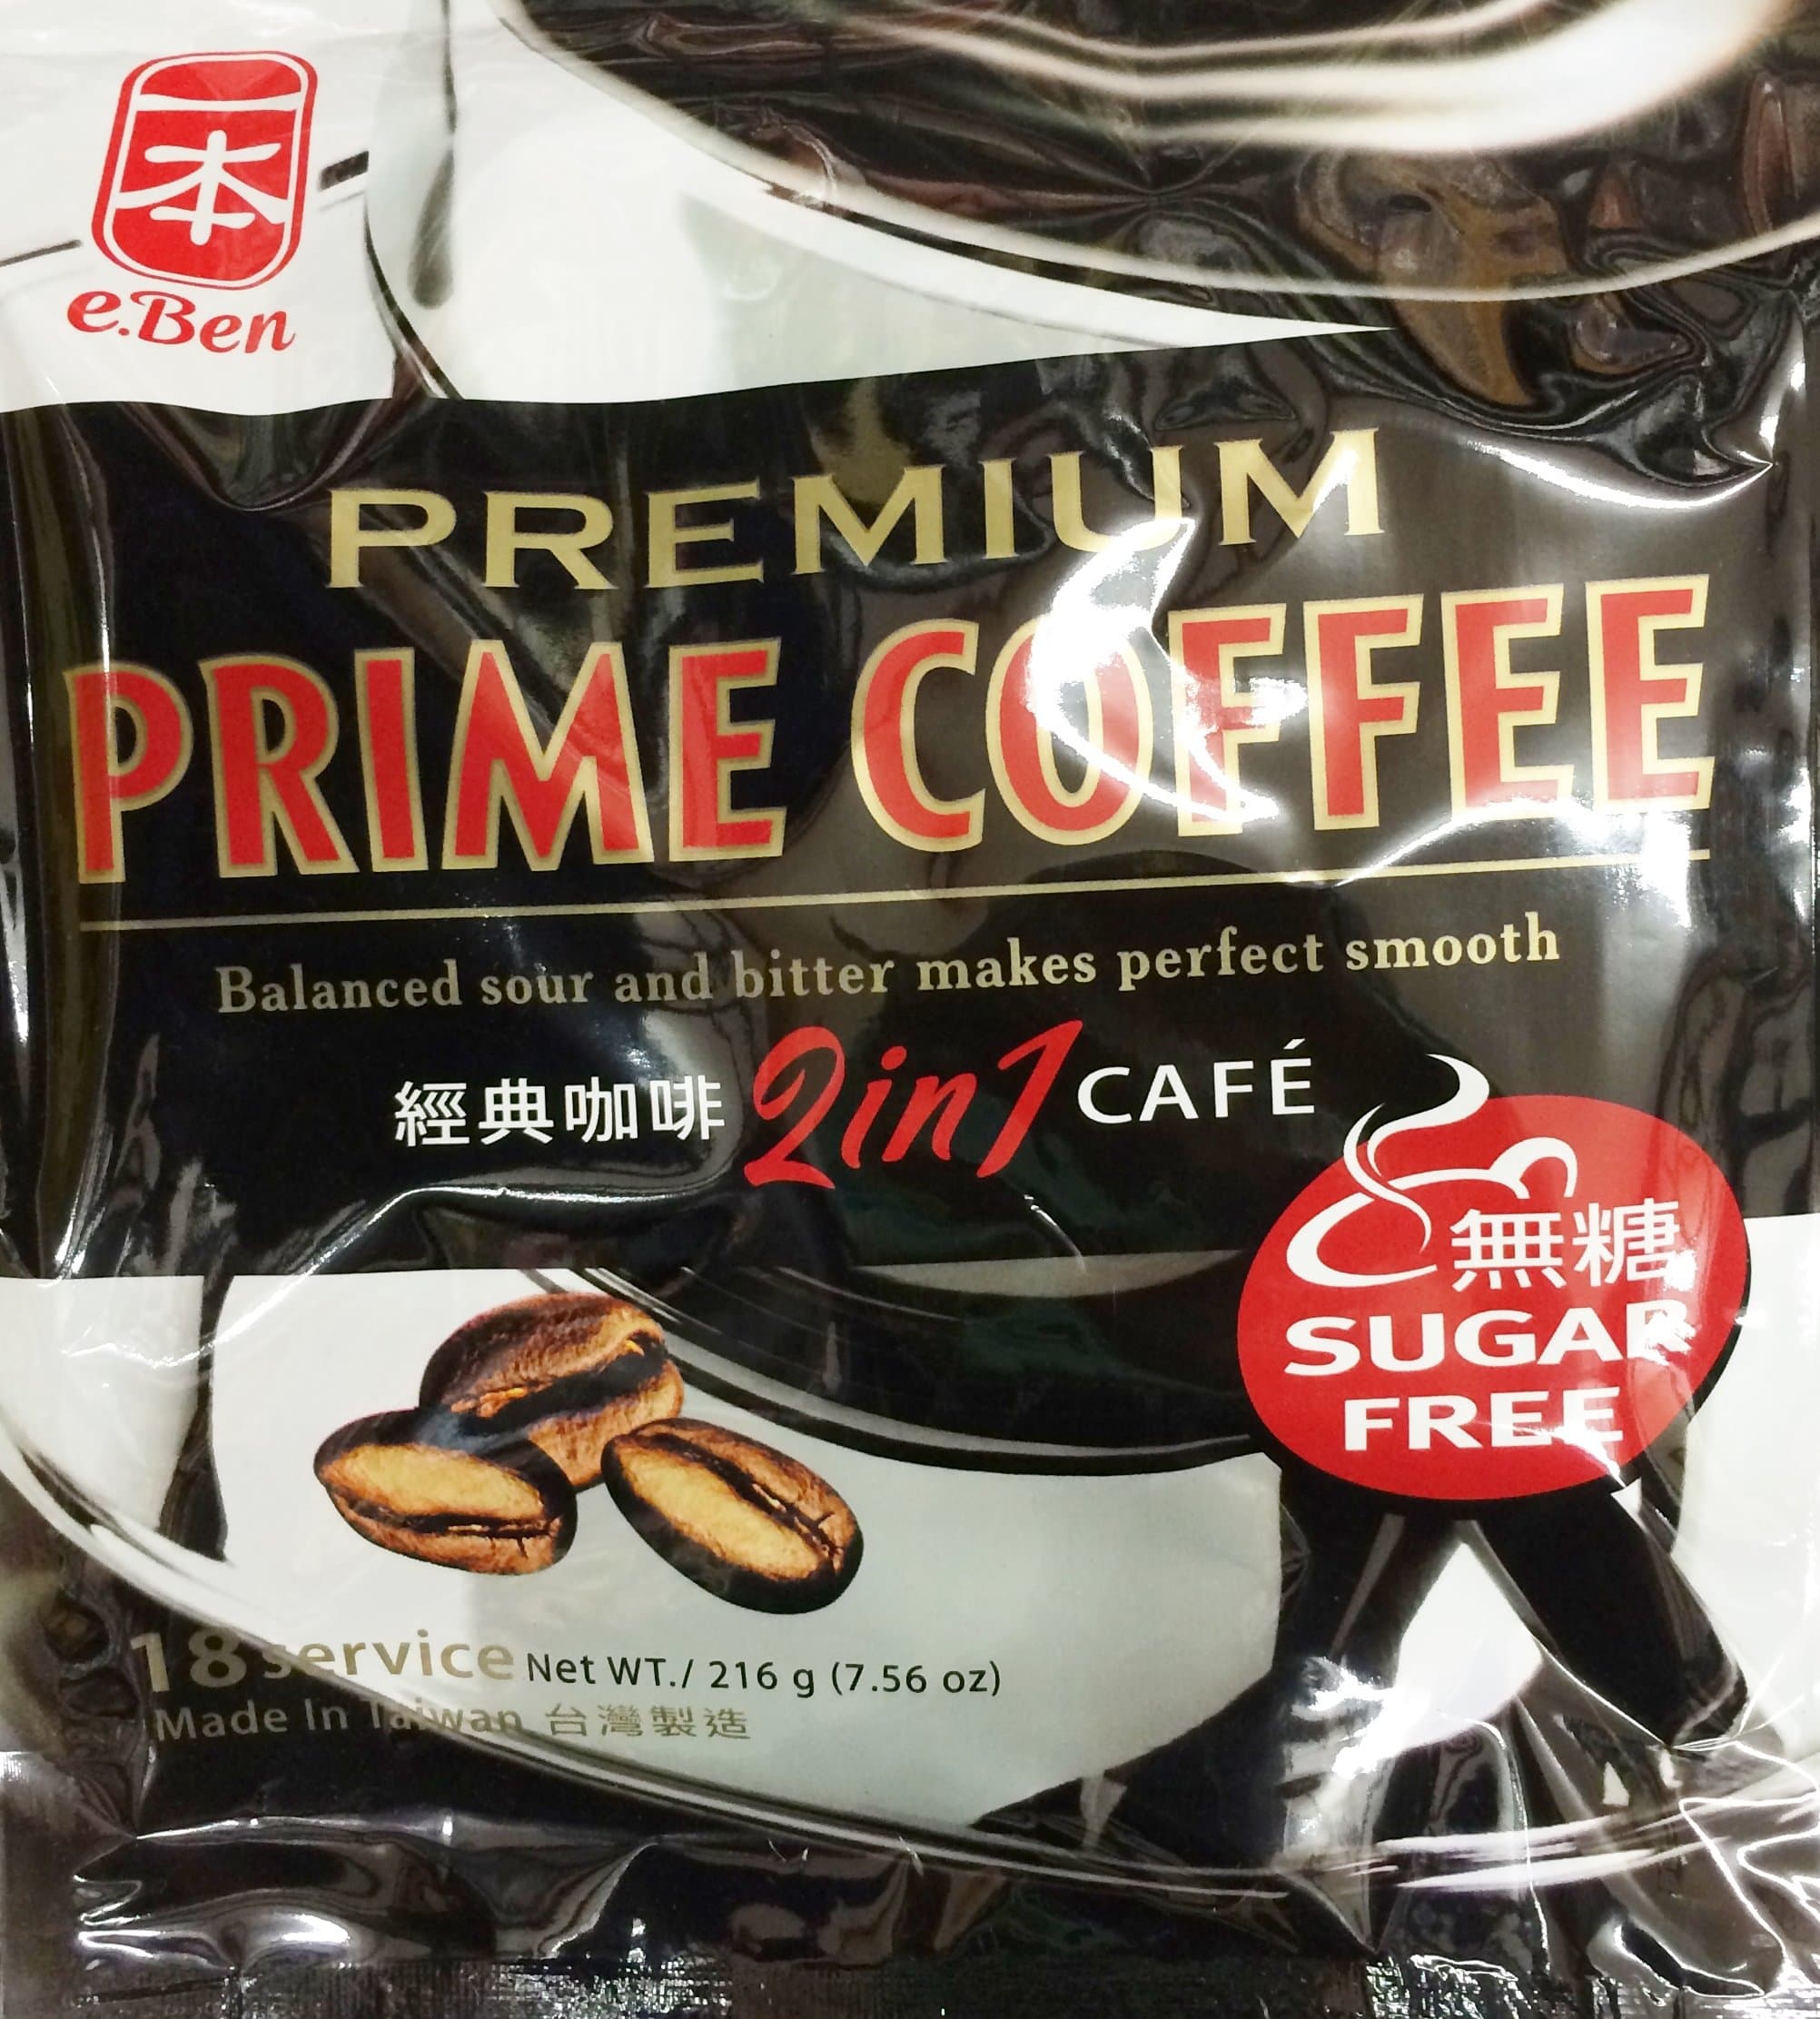 一本
e.Ben
PREMIUM
PRIME COFFEE
Balanced sour and bitter makes perfect smooth
經典咖啡 2in1 CAFÉ
無糖
SUGAR
FREE
18 service Net WT./ 216 g (7.56 oz)
Made In Taiwan 台灣製造